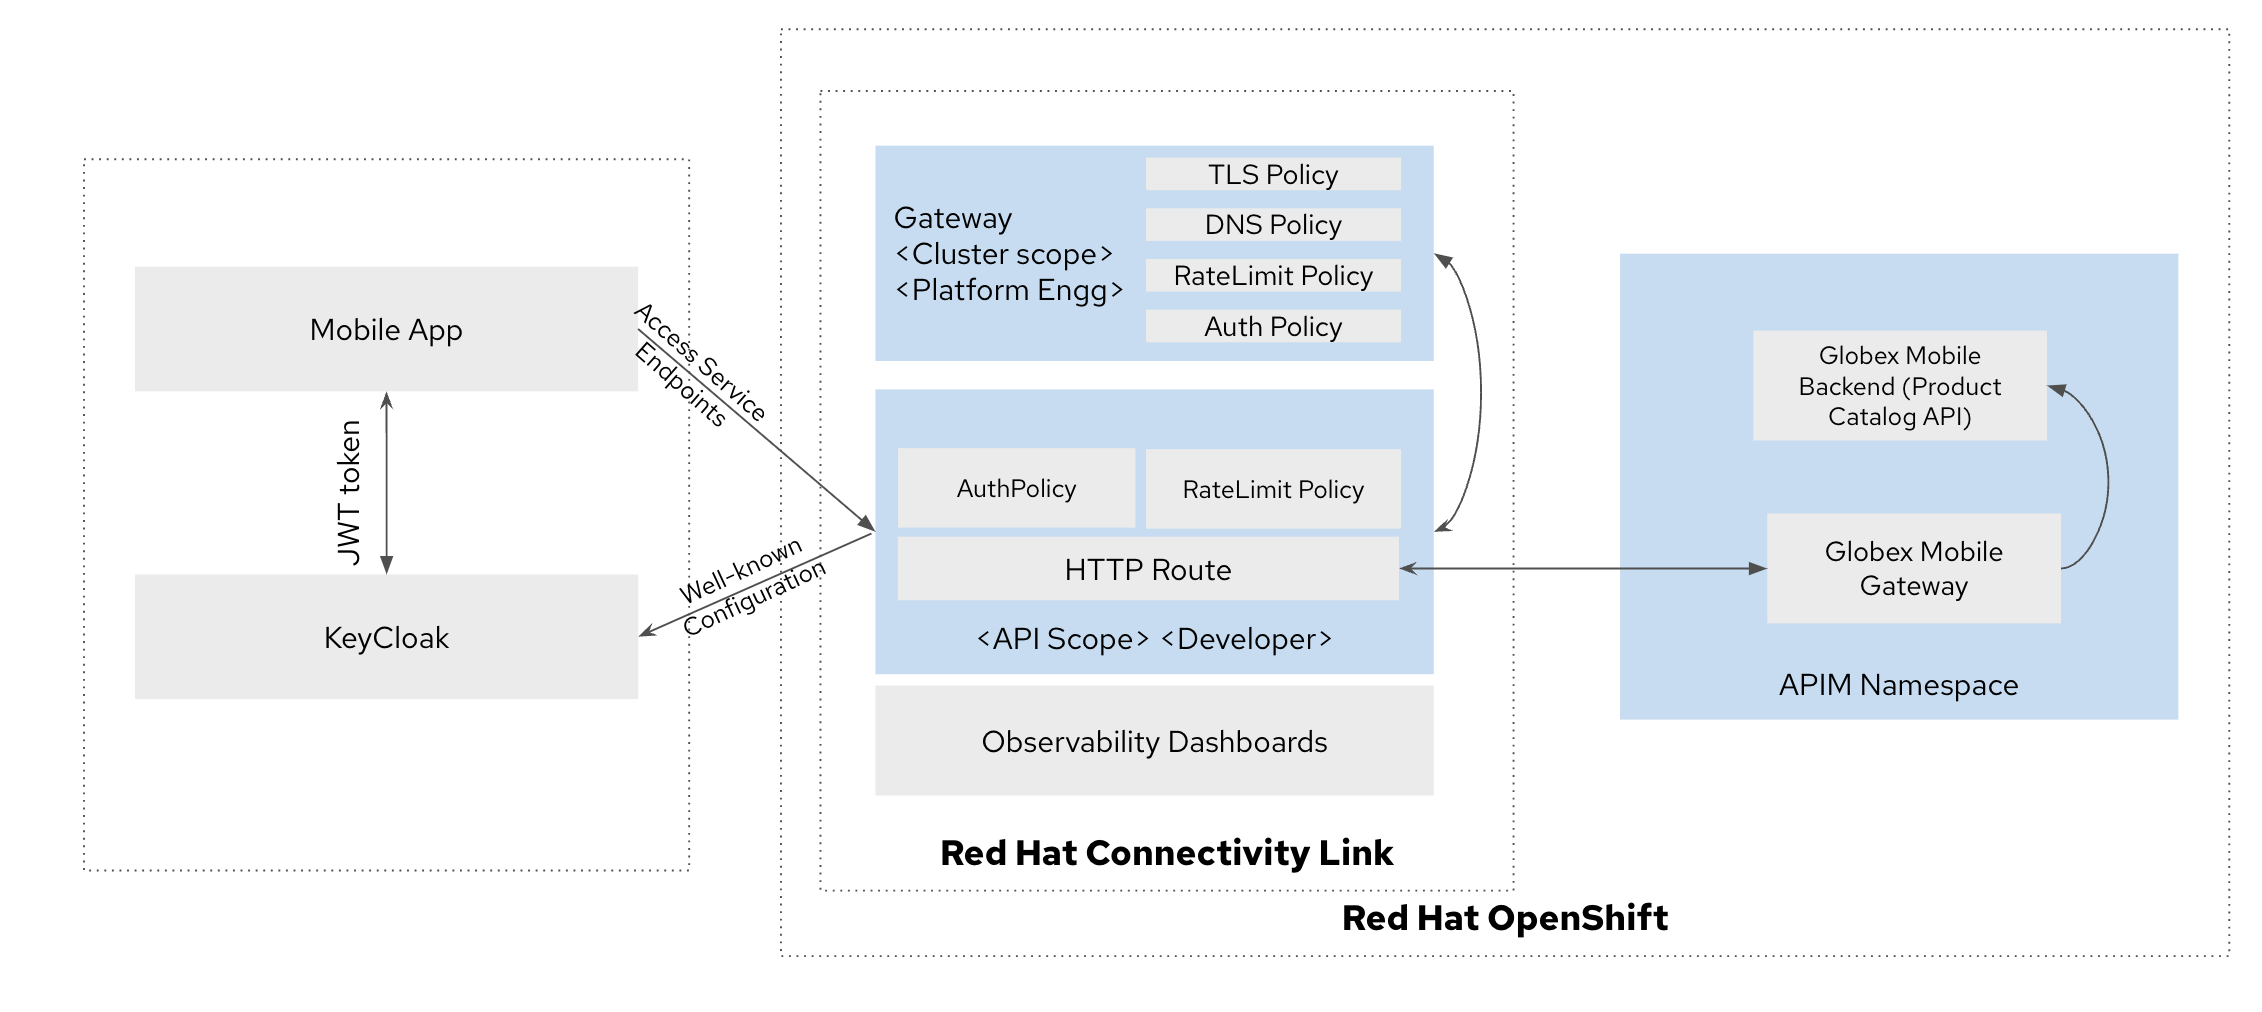 Mobile App
JWT token
KeyCloak
Access Service
Endpoints
Well-known
Configuration
Gateway
<Cluster scope>
<Platform Engg>
TLS Policy
DNS Policy
RateLimit Policy
Auth Policy
AuthPolicy
RateLimit Policy
HTTP Route
<API Scope> <Developer>
Observability Dashboards
Red Hat Connectivity Link
Globex Mobile
Backend (Product
Catalog API)
Globex Mobile
Gateway
APIM Namespace
Red Hat OpenShift